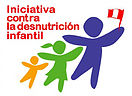 Iniciativa
contra
la desnutrición
infantil